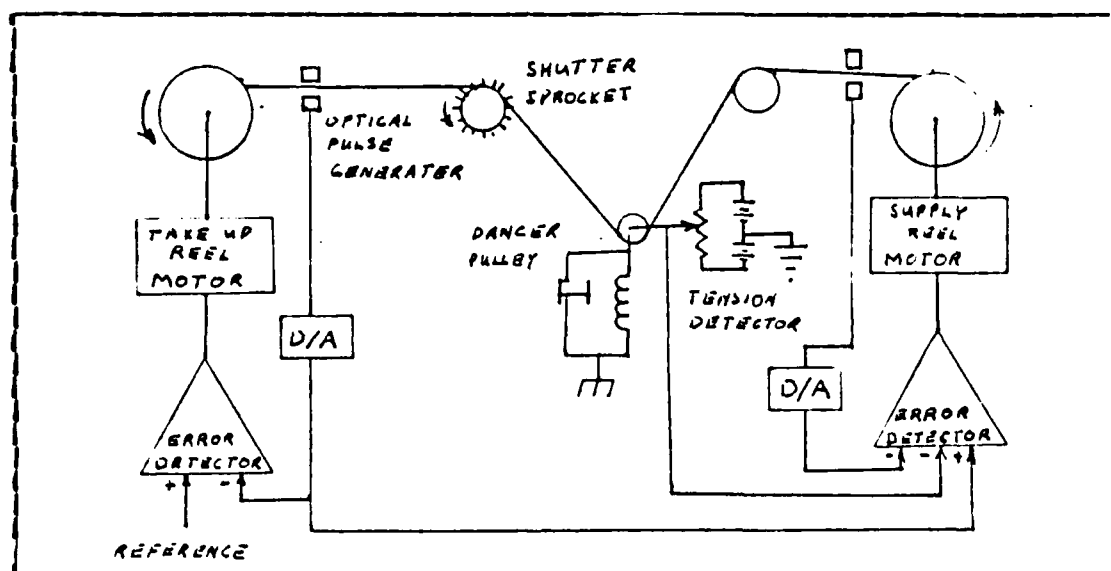 SHUTTER
SPROCKET
OPTICAL
PULSE
GENERATER
TAKE UP
REEL
MOTOR
DANCER
PULLEY
TENSION
DETECTOR
SUPPLY
REEL
MOTOR
D/A
D/A
ERROR
DETECTOR
+ -
REFERENCE
ERROR
DETECTOR
- - +